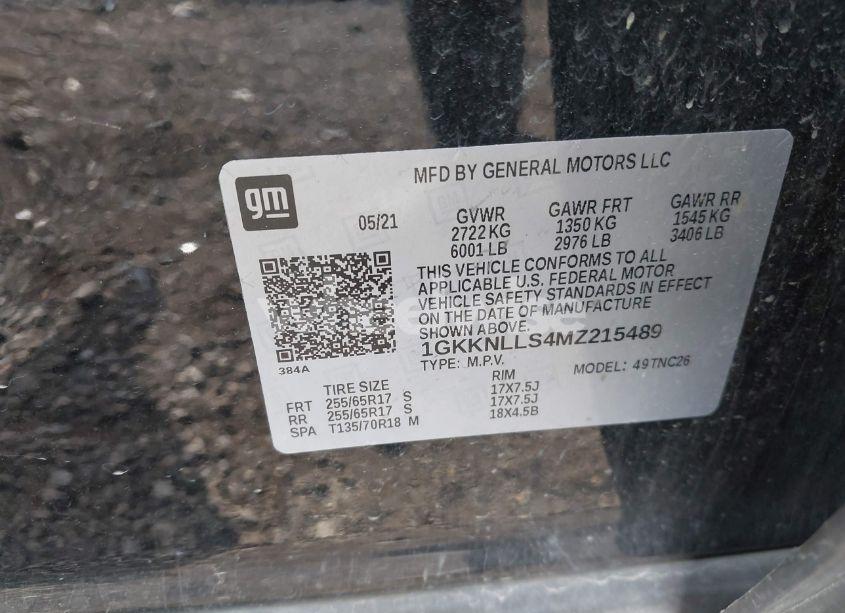 gm
MFD BY GENERAL MOTORS LLC
05/21
GVWR GAWR FRT GAWR RR
2722 KG 1350 KG 1545 KG
6001 LB 2976 LB 3406 LB
THIS VEHICLE CONFORMS TO ALL
APPLICABLE U.S. FEDERAL MOTOR
VEHICLE SAFETY STANDARDS IN EFFECT
ON THE DATE OF MANUFACTURE
SHOWN ABOVE.
1GKKNLLS4MZ215489
TYPE: M.P.V. MODEL: 49TNC26
384A
TIRE SIZE RIM
FRT 255/65R17 S 17X7.5J
RR 255/65R17 S 17X7.5J
SPA T135/70R18 M 18X4.5B